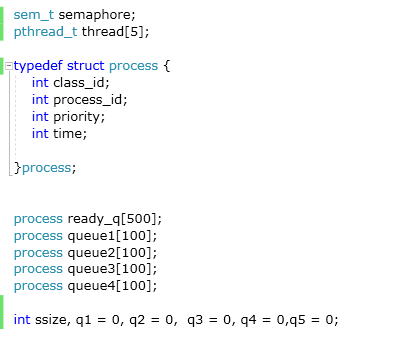 sem_t semaphore;
pthread_t thread[5];
typedef struct process {
int class_id;
int process_id;
int priority;
int time;
}process;
process ready_q[500];
process queue1[100];
process queue2[100];
process queue3[100];
process queue4[100];
int ssize, q1 = 0, q2 = 0,  q3 = 0, q4 = 0,q5 = 0;